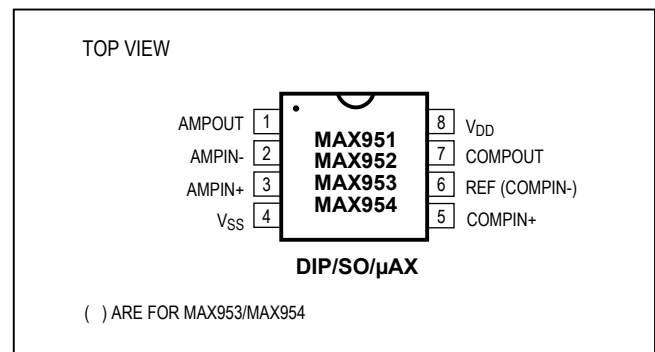 TOP VIEW
AMPOUT 1
AMPIN- 2
AMPIN+ 3
VSS 4
MAX951
MAX952
MAX953
MAX954
8 VDD
7 COMPOUT
6 REF (COMPIN-)
5 COMPIN+
DIP/SO/µAX
( ) ARE FOR MAX953/MAX954